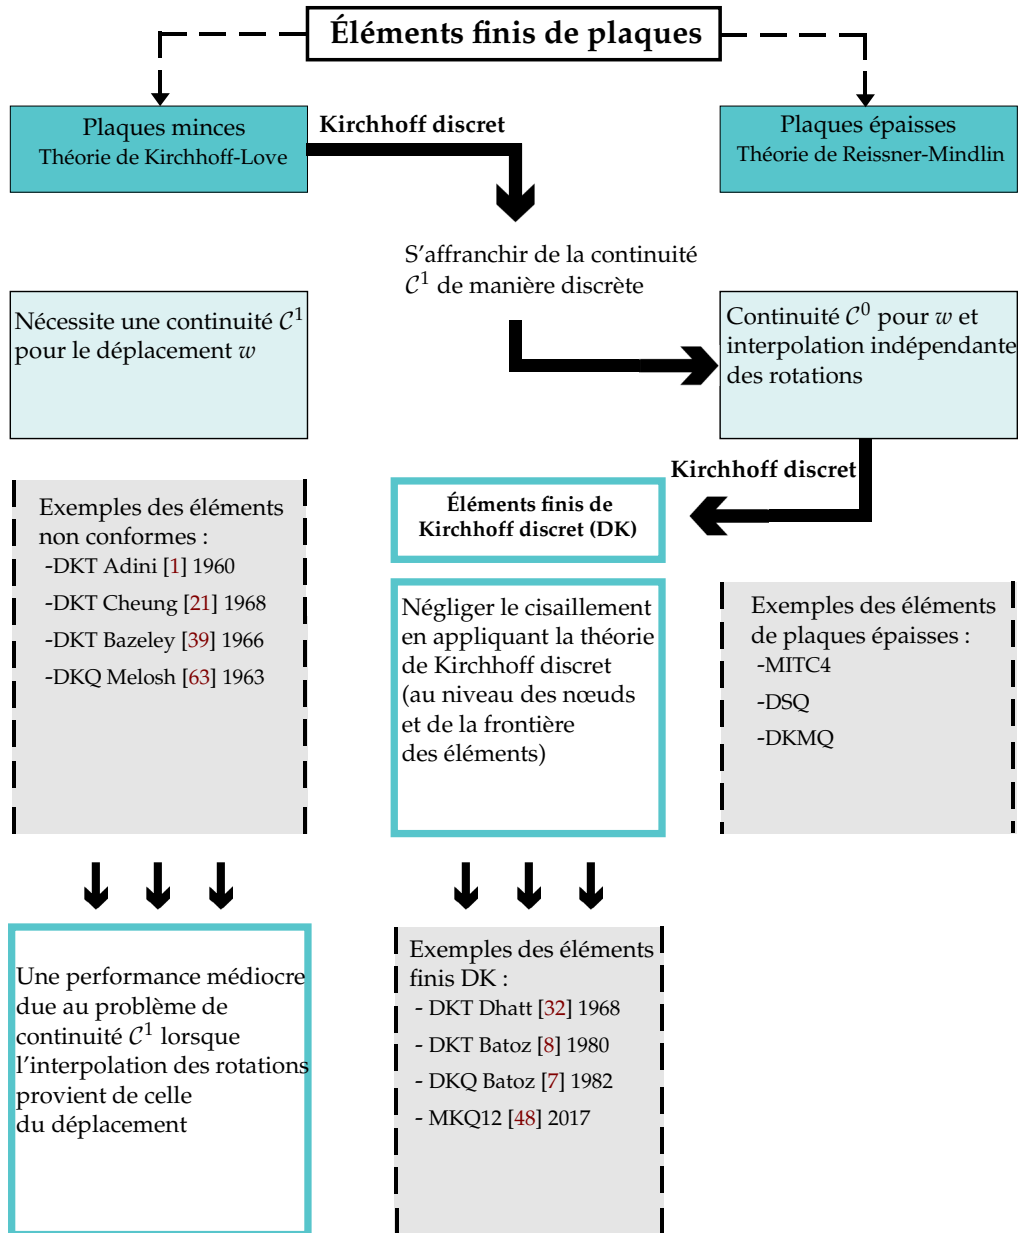 Éléments finis de plaques
Plaques minces
Théorie de Kirchhoff-Love
Kirchhoff discret
Plaques épaisses
Théorie de Reissner-Mindlin
S'affranchir de la continuité
C¹ de manière discrète
Nécessite une continuité C¹
pour le déplacement w
Continuité C⁰ pour w et
interpolation indépendante
des rotations
Kirchhoff discret
Exemples des éléments
non conformes :
-DKT Adini [1] 1960
-DKT Cheung [21] 1968
-DKT Bazeley [39] 1966
-DKQ Melosh [63] 1963
Éléments finis de
Kirchhoff discret (DK)
Négliger le cisaillement
en appliquant la théorie
de Kirchhoff discret
(au niveau des nœuds
et de la frontière
des éléments)
Exemples des éléments
de plaques épaisses :
-MITC4
-DSQ
-DKMQ
Une performance médiocre
due au problème de
continuité C¹ lorsque
l'interpolation des rotations
provient de celle
du déplacement
Exemples des éléments
finis DK :
- DKT Dhatt [32] 1968
- DKT Batoz [8] 1980
- DKQ Batoz [7] 1982
- MKQ12 [48] 2017